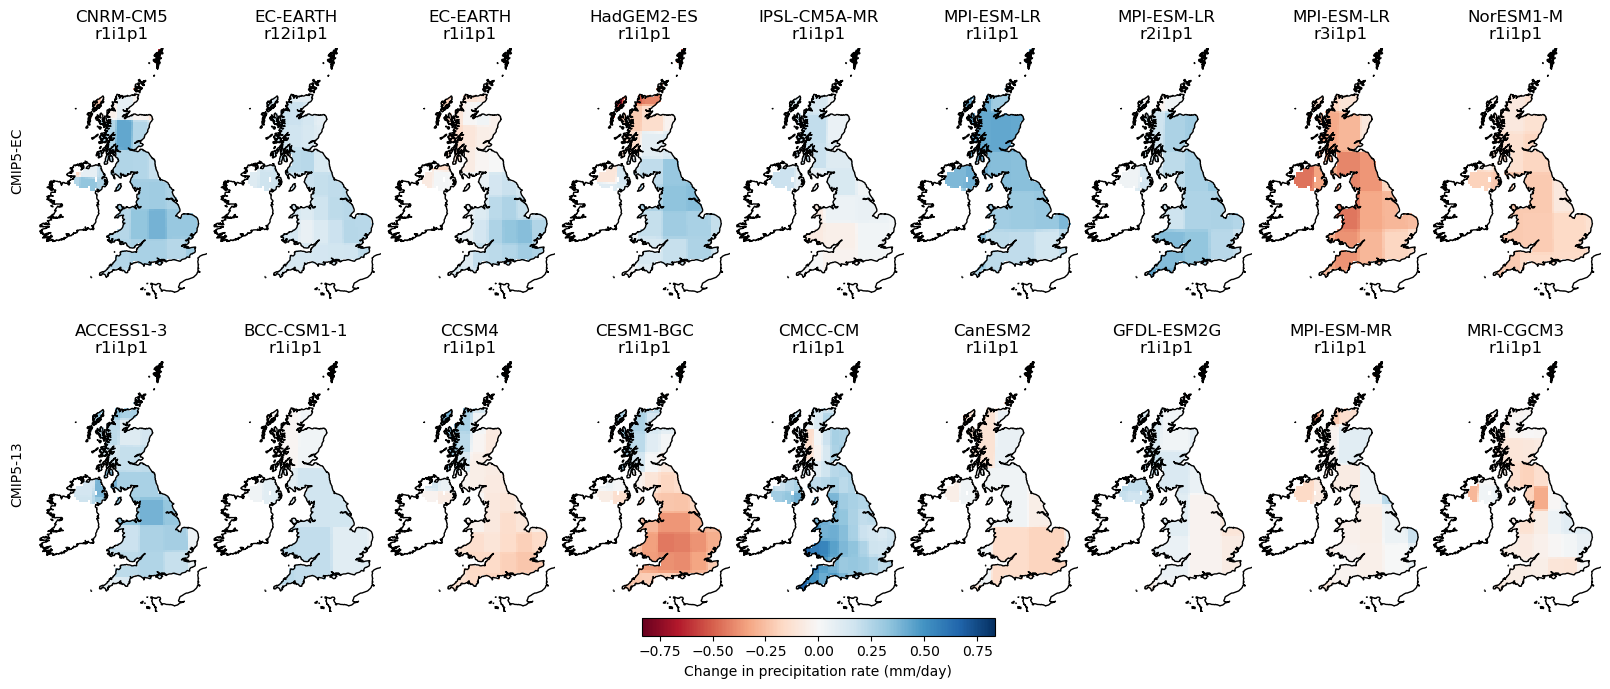 CNRM-CM5
r1i1p1
EC-EARTH
r12i1p1
EC-EARTH
r1i1p1
HadGEM2-ES
r1i1p1
IPSL-CM5A-MR
r1i1p1
MPI-ESM-LR
r1i1p1
MPI-ESM-LR
r2i1p1
MPI-ESM-LR
r3i1p1
NorESM1-M
r1i1p1
CMIP5-EC
ACCESS1-3
r1i1p1
BCC-CSM1-1
r1i1p1
CCSM4
r1i1p1
CESM1-BGC
r1i1p1
CMCC-CM
r1i1p1
CanESM2
r1i1p1
GFDL-ESM2G
r1i1p1
MPI-ESM-MR
r1i1p1
MRI-CGCM3
r1i1p1
CMIP5-13
−0.75 −0.50 −0.25 0.00 0.25 0.50 0.75
Change in precipitation rate (mm/day)